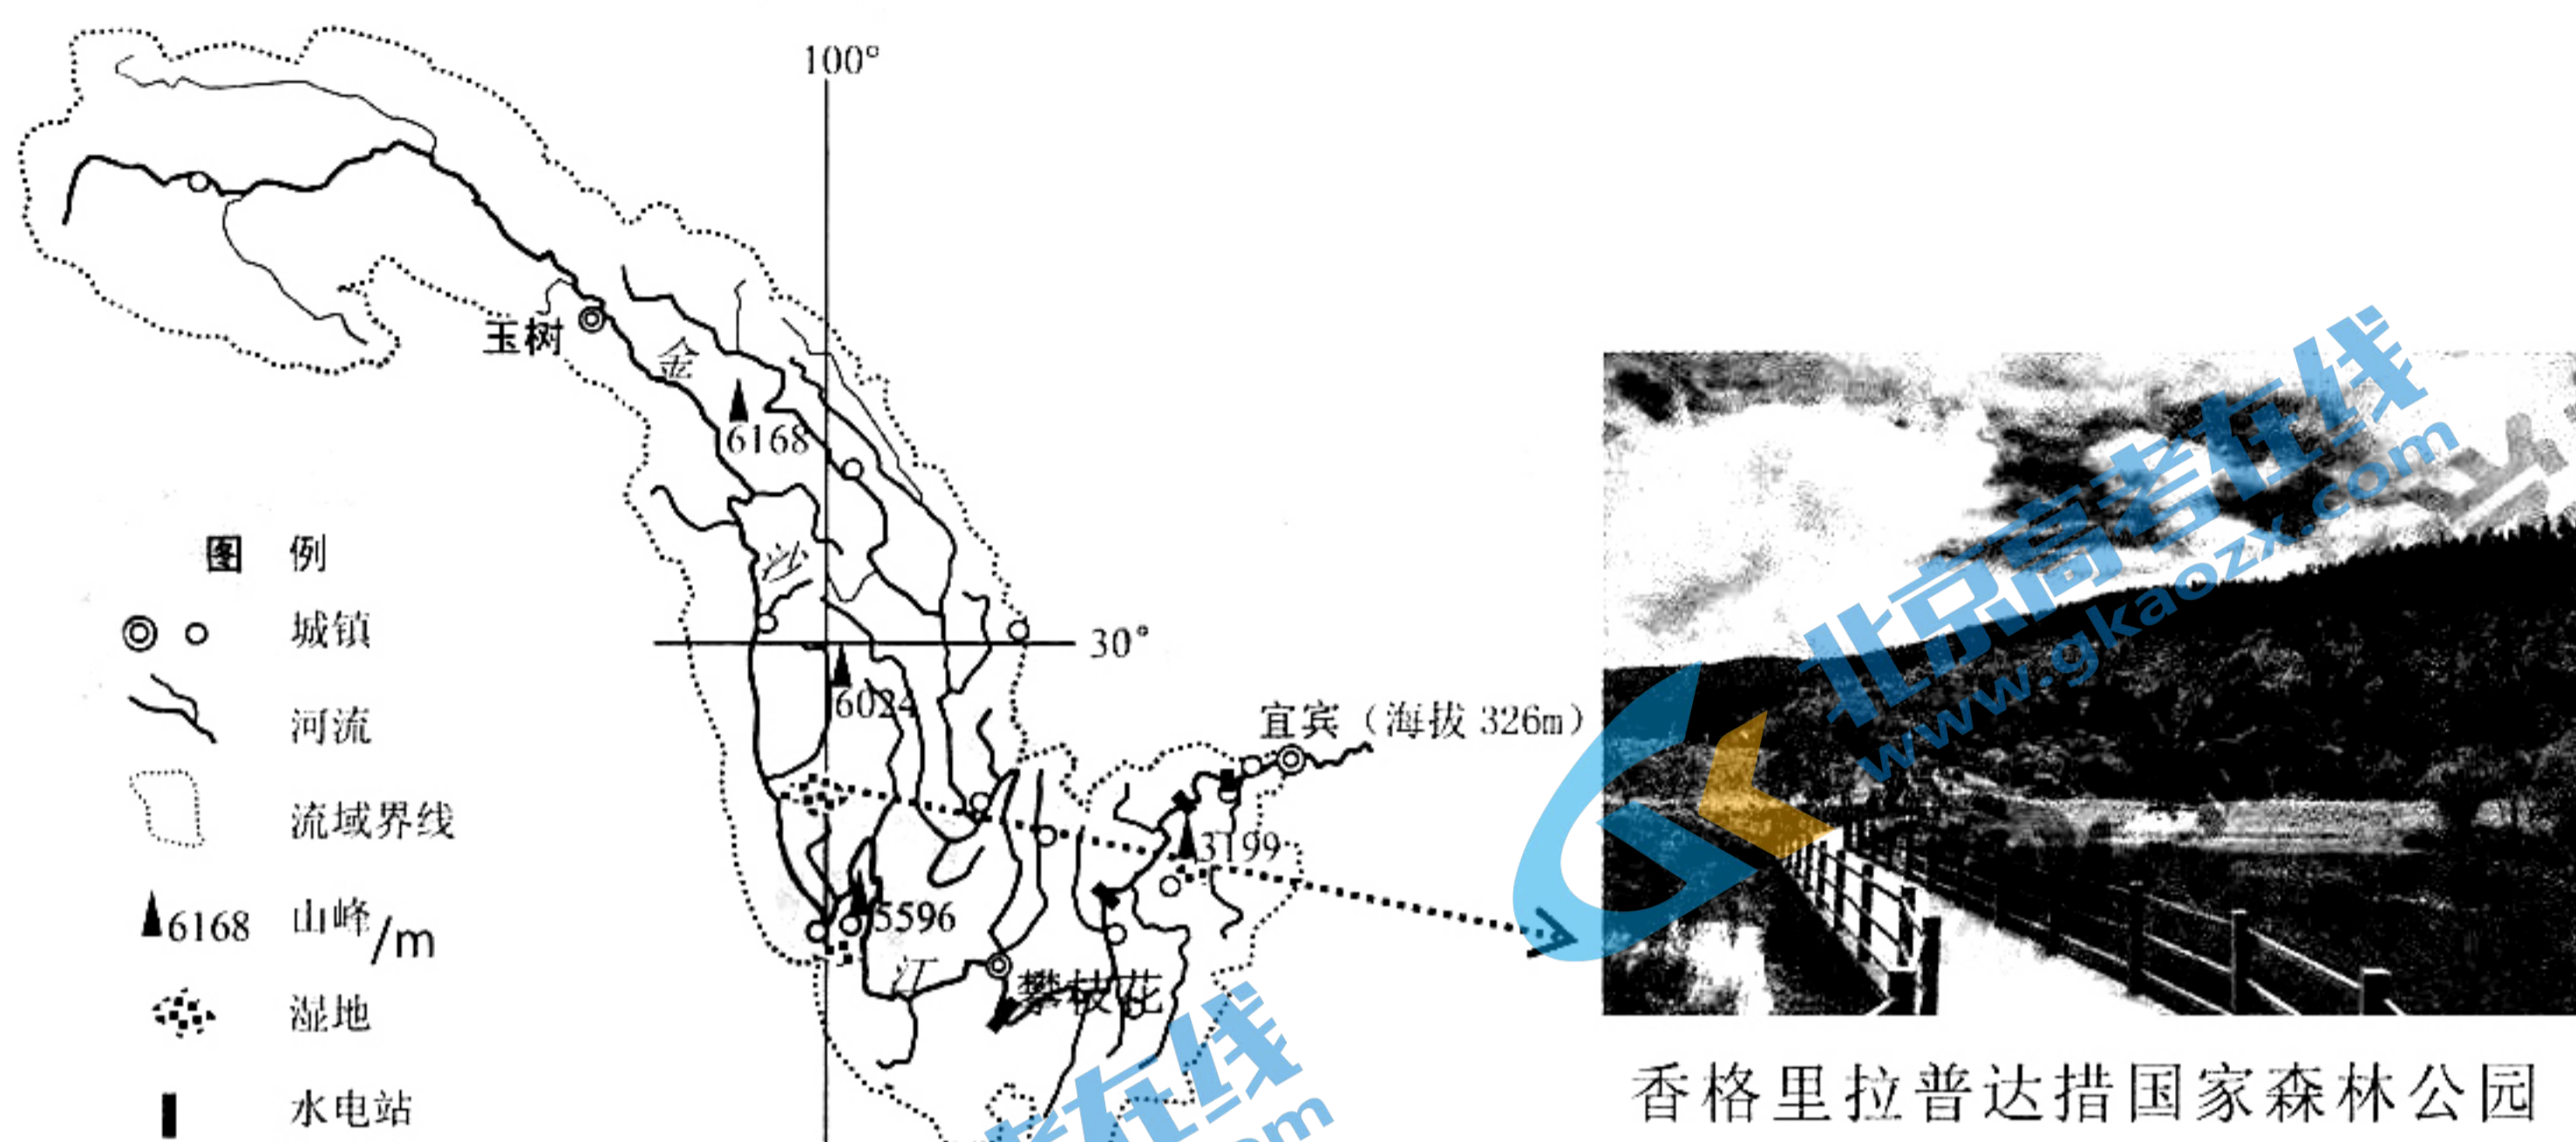 100°
玉树
金
6168
沙
30°
6024
宜宾（海拔 326m）
3199
5596
江
攀枝花
图 例
城镇
河流
流域界线
6168 山峰/m
湿地
水电站
香格里拉普达措国家森林公园
北京高考在线
www.gkaozx.com
在线
om